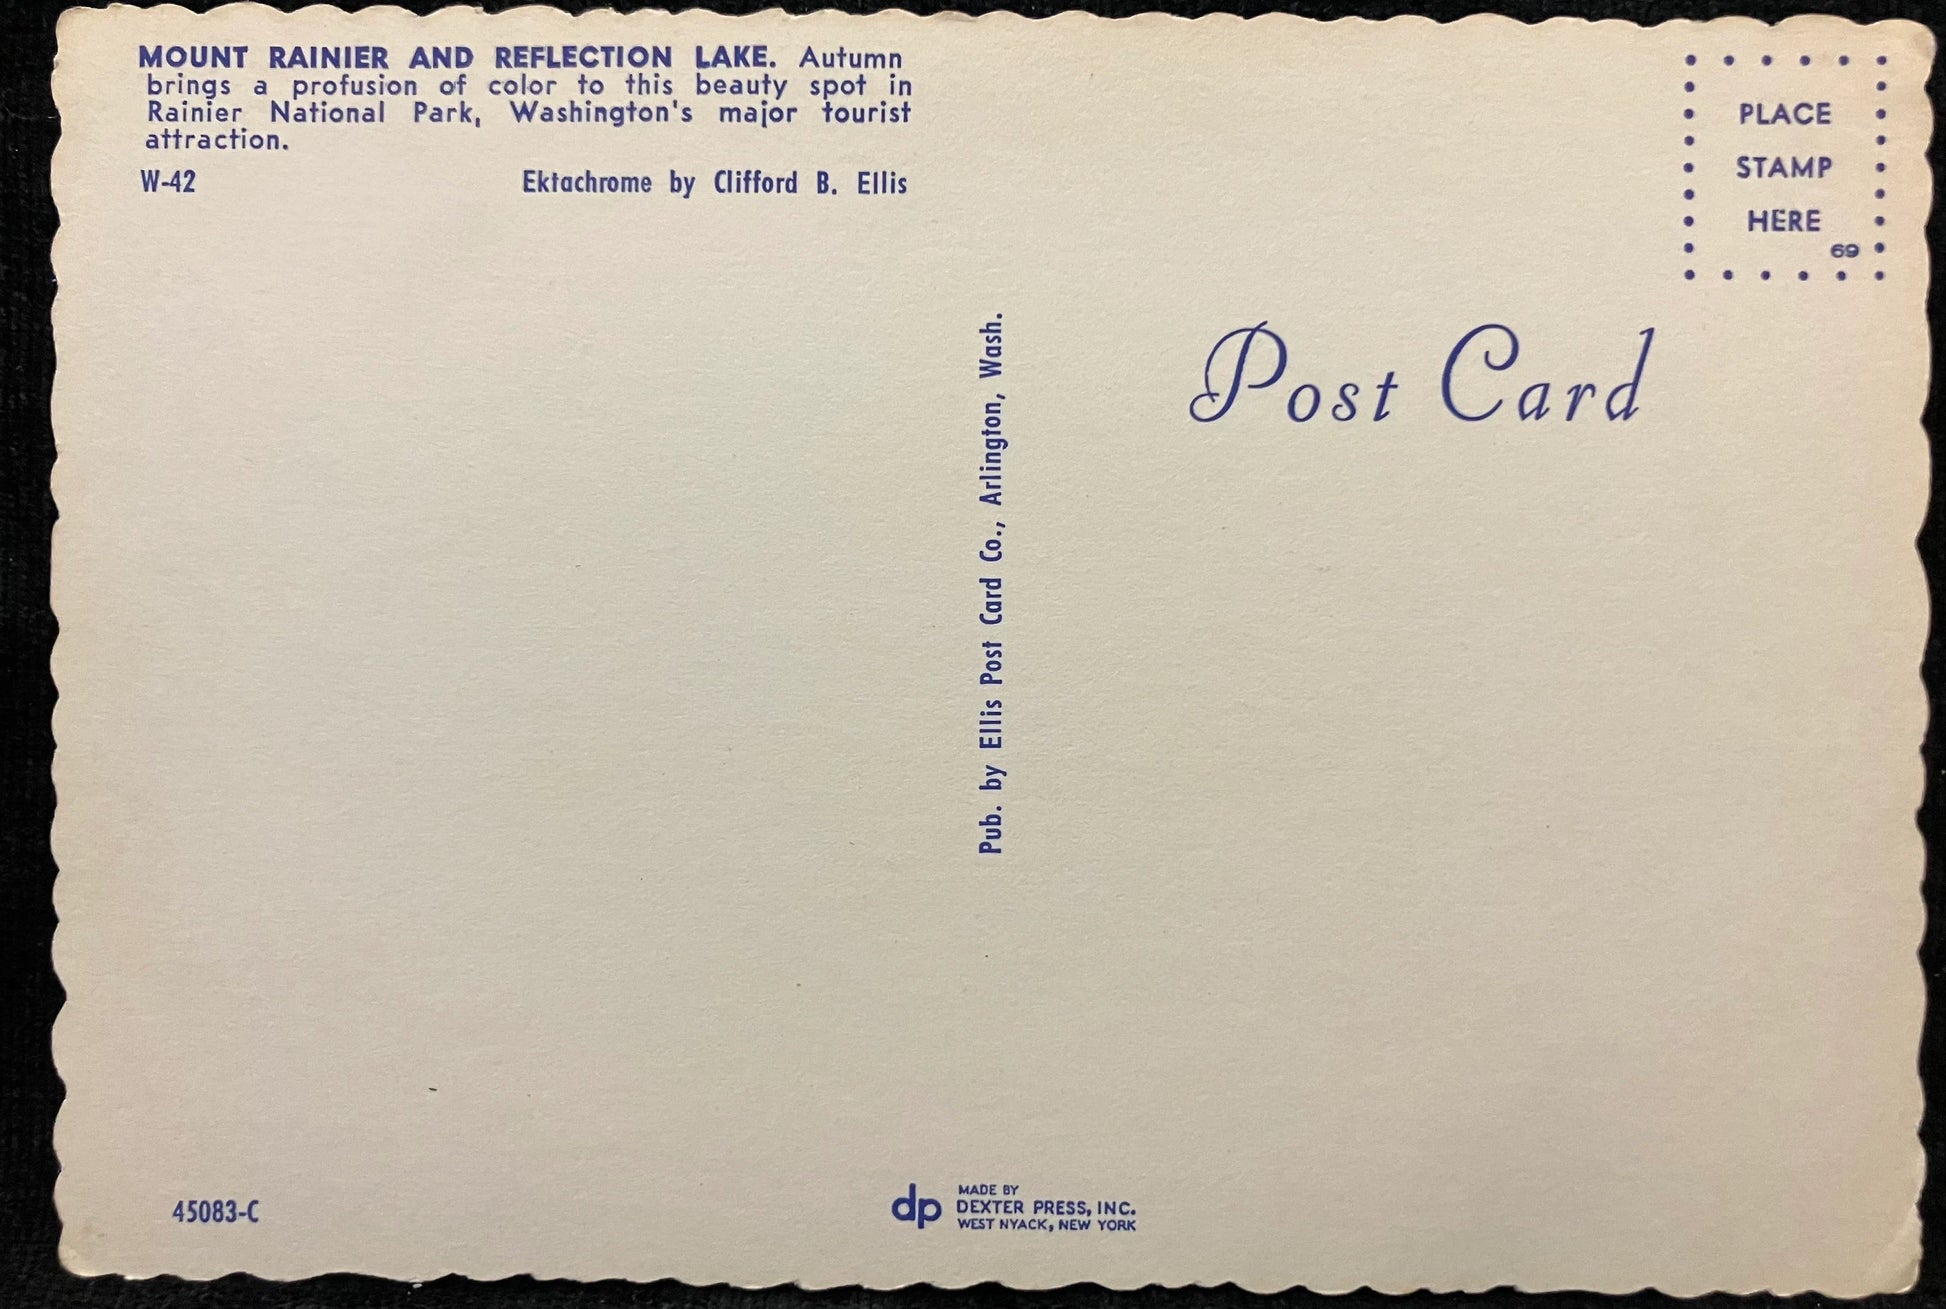 MOUNT RAINIER AND REFLECTION LAKE. Autumn
brings a profusion of color to this beauty spot in
Rainier National Park, Washington's major tourist
attraction.
W-42 Ektachrome by Clifford B. Ellis
PLACE
STAMP
HERE
69
Post Card
Pub. by Ellis Post Card Co., Arlington, Wash.
45083-C
dp
MADE BY
DEXTER PRESS, INC.
WEST NYACK, NEW YORK